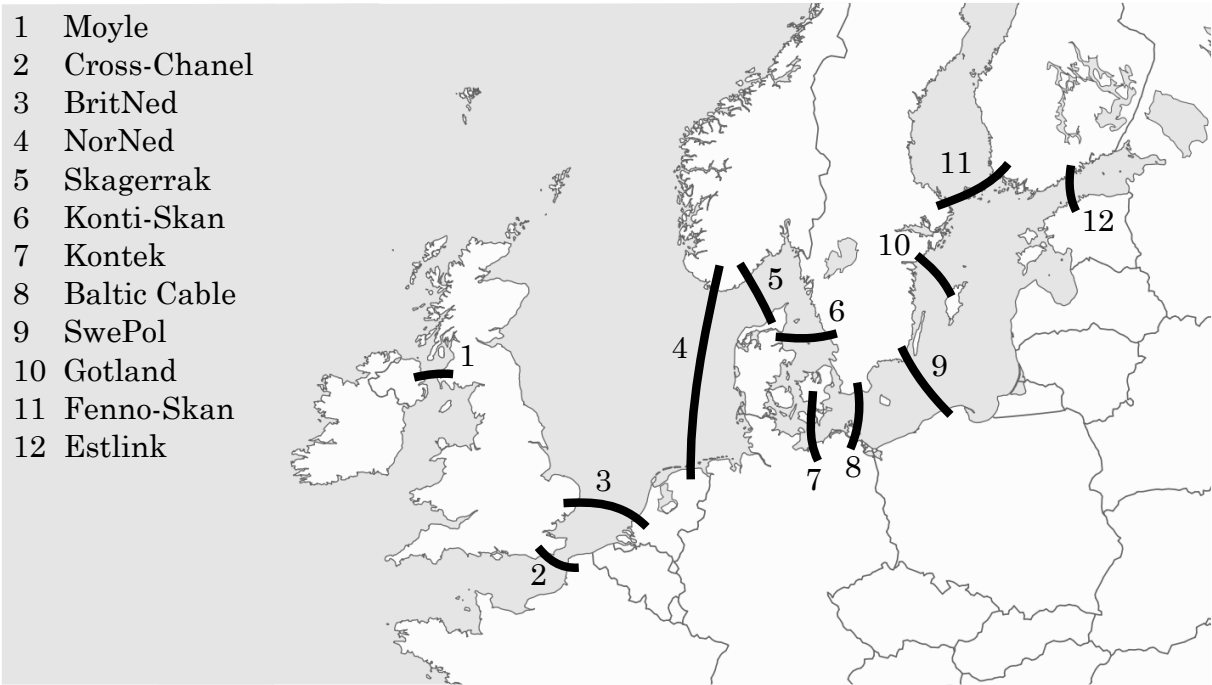 1 Moyle
2 Cross-Chanel
3 BritNed
4 NorNed
5 Skagerrak
6 Konti-Skan
7 Kontek
8 Baltic Cable
9 SwePol
10 Gotland
11 Fenno-Skan
12 Estlink
11
12
10
5
6
4
1
9
7
8
3
2